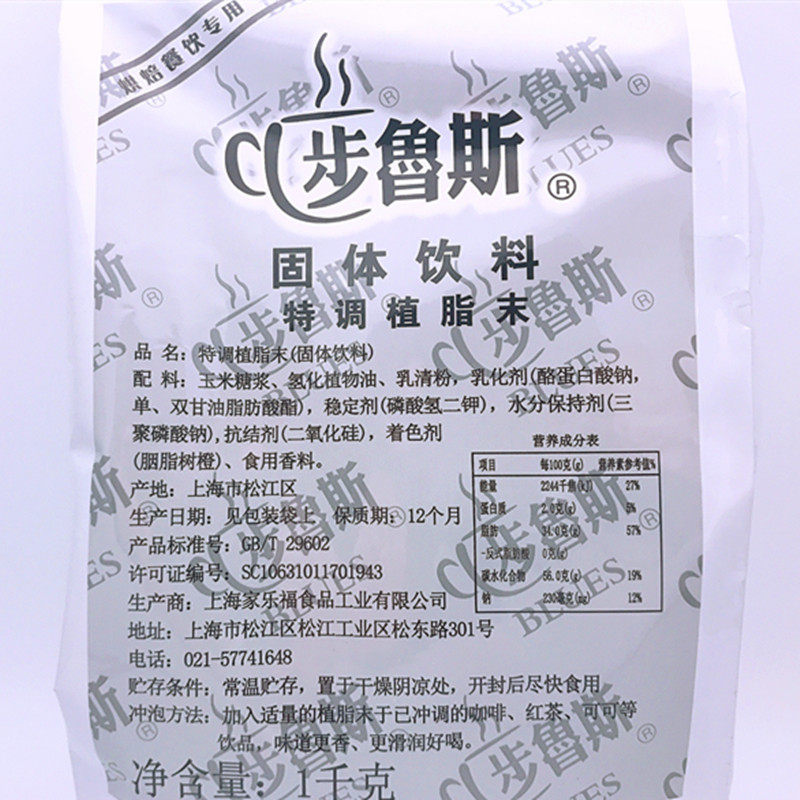 烘焙餐饮专用
步魯斯®
固体饮料
特调植脂末
品 名：特调植脂末(固体饮料)
配 料：玉米糖浆、氢化植物油、乳清粉，乳化剂(酪蛋白酸钠，
单、双甘油脂肪酸酯)，稳定剂(磷酸氢二钾)，水分保持剂(三
聚磷酸钠),抗结剂(二氧化硅)，着色剂
(胭脂树橙)、食用香料。
产地：上海市松江区
生产日期：见包装袋上 保质期：12个月
产品标准号：GB/T 29602
许可证编号：SC10631011701943
生产商：上海家乐福食品工业有限公司
地址：上海市松江区松江工业区松东路301号
电话：021-57741648
贮存条件：常温贮存，置于干燥阴凉处，开封后尽快食用
冲泡方法：加入适量的植脂末于已冲调的咖啡、红茶、可可等
饮品，味道更香、更滑润好喝。
净含量：1千克
营养成分表
项目 每100克(g) 营养素参考值%
能量 2244千焦(kJ) 27%
蛋白质 2.0克(g) 5%
脂肪 34.0克(g) 57%
-反式脂肪酸 0克(g)
碳水化合物 56.0克(g) 19%
钠 230毫克(mg) 12%
步魯斯®
BLUES